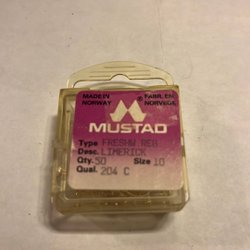 MADE IN FABR. EN
NORWAY NORVEGE
MUSTAD
Type FRESHW REG
Desc. LIMERICK
Qty. 50 Size 10
Qual. 204 C